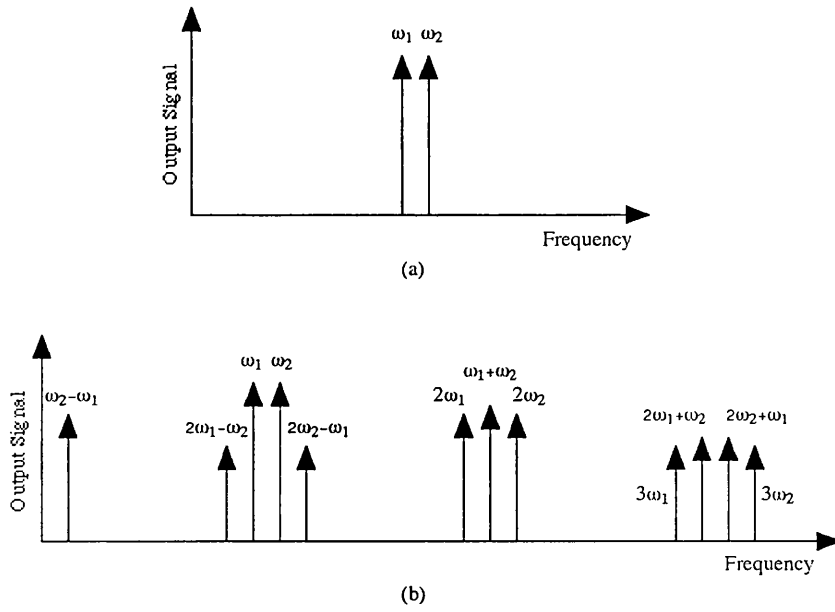 ω₁ ω₂
Output Signal
Frequency
(a)
ω₂−ω₁
2ω₁−ω₂
ω₁ ω₂
2ω₂−ω₁
2ω₁
ω₁+ω₂
2ω₂
2ω₁+ω₂ 2ω₂+ω₁
3ω₁ 3ω₂
Output Signal
Frequency
(b)